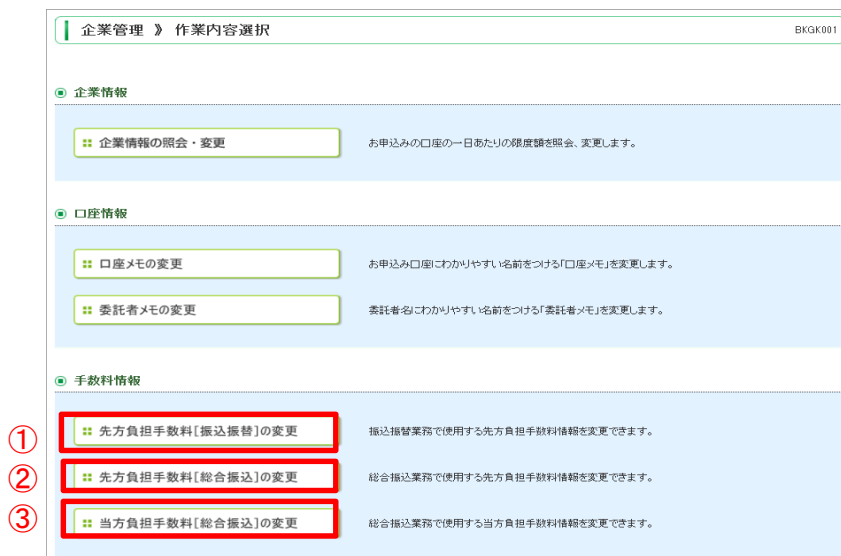 企業管理 》 作業内容選択 BKGK001
企業情報
企業情報の照会・変更 お申込みの口座の一日あたりの限度額を照会、変更します。
口座情報
口座メモの変更 お申込み口座にわかりやすい名前をつける「口座メモ」を変更します。
委託者メモの変更 委託者名にわかりやすい名前をつける「委託者メモ」を変更します。
手数料情報
① 先方負担手数料[振込振替]の変更 振込振替業務で使用する先方負担手数料情報を変更できます。
② 先方負担手数料[総合振込]の変更 総合振込業務で使用する先方負担手数料情報を変更できます。
③ 当方負担手数料[総合振込]の変更 総合振込業務で使用する当方負担手数料情報を変更できます。